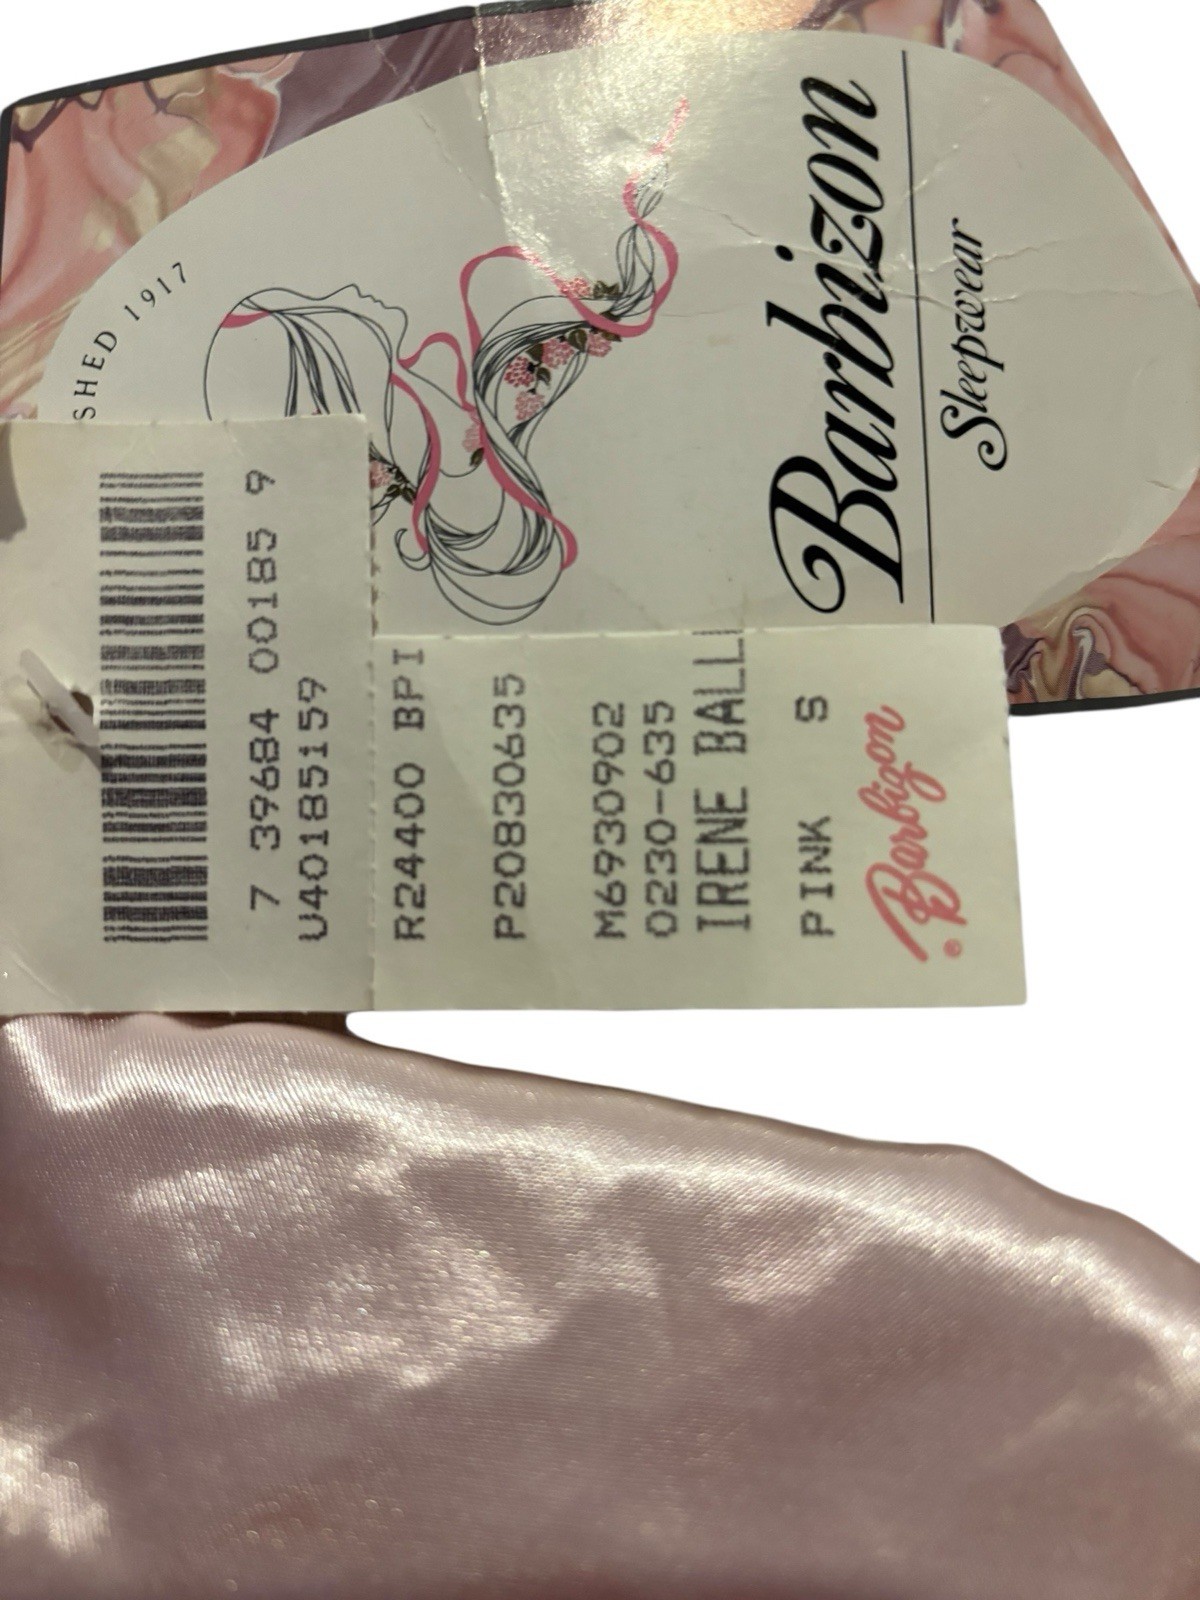 SHED 1917
Barbizon
Sleepwear
7 39684 00185 9
U40185159
R24400 BPI
P20830635
M6930902
0230-635
IRENE BALL
PINK S
Barbizon
®